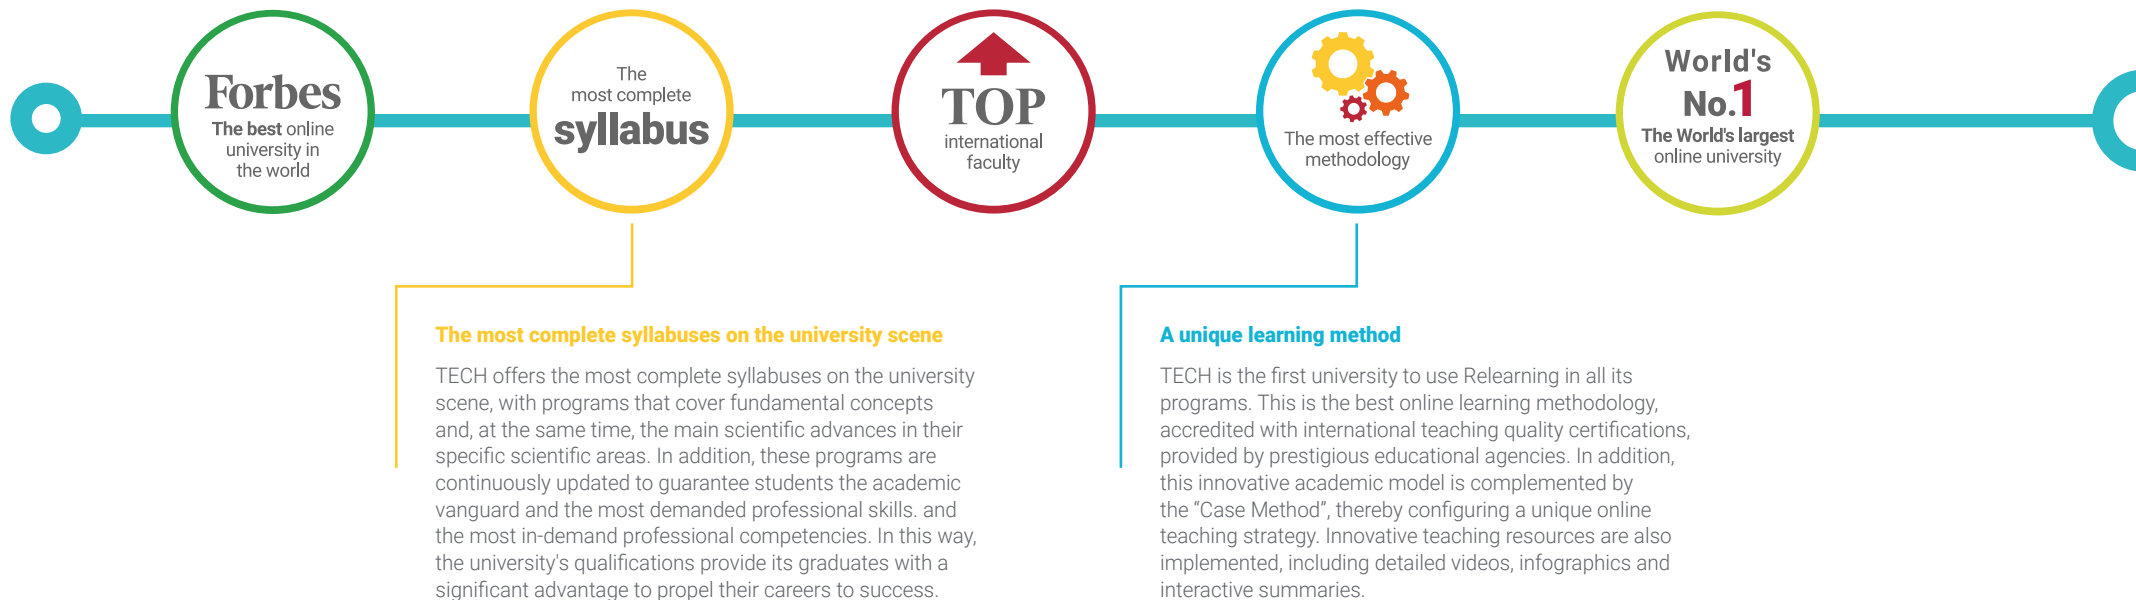 Forbes
The best online
university in
the world
The
most complete
syllabus
TOP
international
faculty
The most effective
methodology
World's
No.1
The World's largest
online university
The most complete syllabuses on the university scene
TECH offers the most complete syllabuses on the university
scene, with programs that cover fundamental concepts
and, at the same time, the main scientific advances in their
specific scientific areas. In addition, these programs are
continuously updated to guarantee students the academic
vanguard and the most demanded professional skills. and
the most in-demand professional competencies. In this way,
the university's qualifications provide its graduates with a
significant advantage to propel their careers to success.
A unique learning method
TECH is the first university to use Relearning in all its
programs. This is the best online learning methodology,
accredited with international teaching quality certifications,
provided by prestigious educational agencies. In addition,
this innovative academic model is complemented by
the “Case Method”, thereby configuring a unique online
teaching strategy. Innovative teaching resources are also
implemented, including detailed videos, infographics and
interactive summaries.